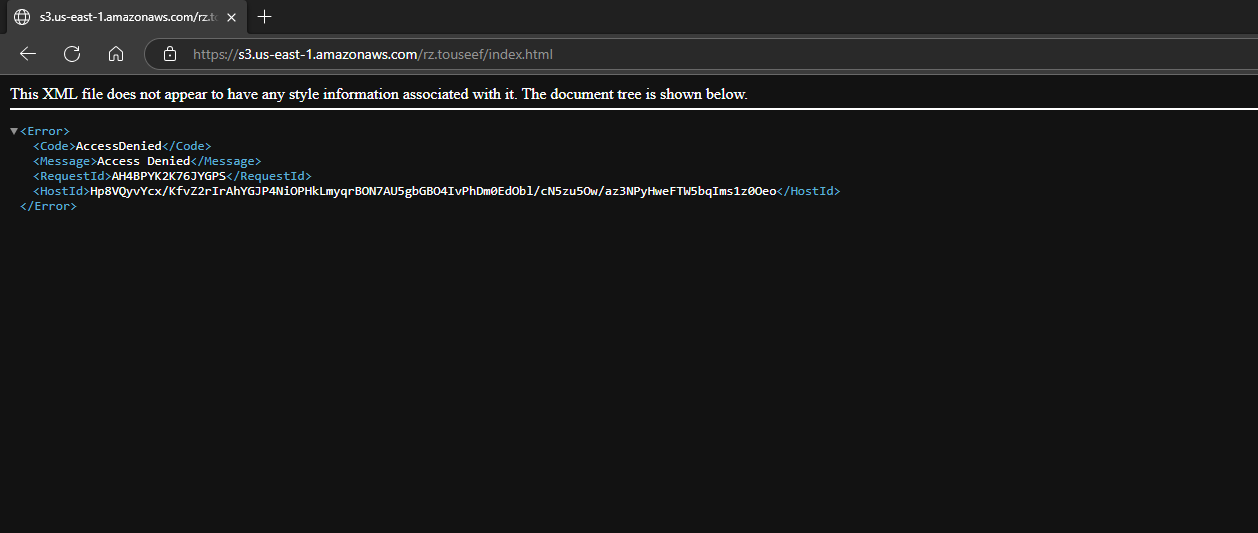 s3.us-east-1.amazonaws.com/rz.to
https://s3.us-east-1.amazonaws.com/rz.touseef/index.html
This XML file does not appear to have any style information associated with it. The document tree is shown below.
▼<Error>
<Code>AccessDenied</Code>
<Message>Access Denied</Message>
<RequestId>AH4BPYK2K76JYGPS</RequestId>
<HostId>Hp8VQyvYcx/KfvZ2rIrAhYGJP4NiOPHkLmyqrBON7AU5gbGBO4IvPhDm0EdObl/cN5zu5Ow/az3NPyHweFTW5bqIms1z0Oeo</HostId>
</Error>